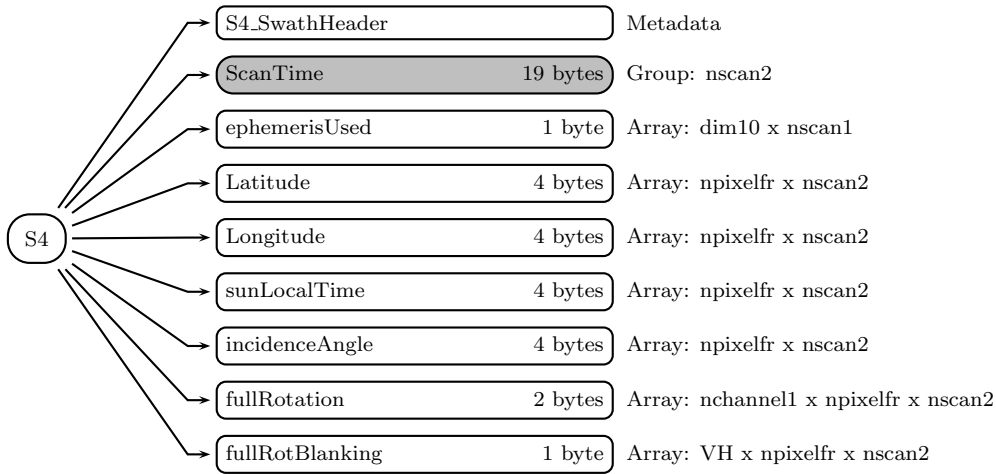 S4_SwathHeader Metadata
ScanTime 19 bytes Group: nscan2
ephemerisUsed 1 byte Array: dim10 x nscan1
Latitude 4 bytes Array: npixelfr x nscan2
S4 Longitude 4 bytes Array: npixelfr x nscan2
sunLocalTime 4 bytes Array: npixelfr x nscan2
incidenceAngle 4 bytes Array: npixelfr x nscan2
fullRotation 2 bytes Array: nchannel1 x npixelfr x nscan2
fullRotBlanking 1 byte Array: VH x npixelfr x nscan2